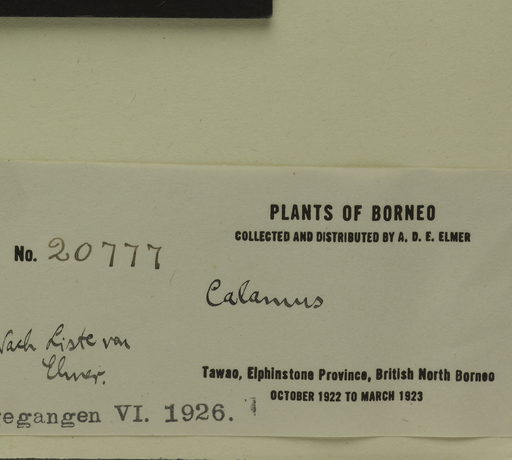 PLANTS OF BORNEO
COLLECTED AND DISTRIBUTED BY A. D. E. ELMER
No. 20777
Calamus
Nach Liste von
Elmer.
Tawao, Elphinstone Province, British North Borneo
OCTOBER 1922 TO MARCH 1923
egegangen VI. 1926.